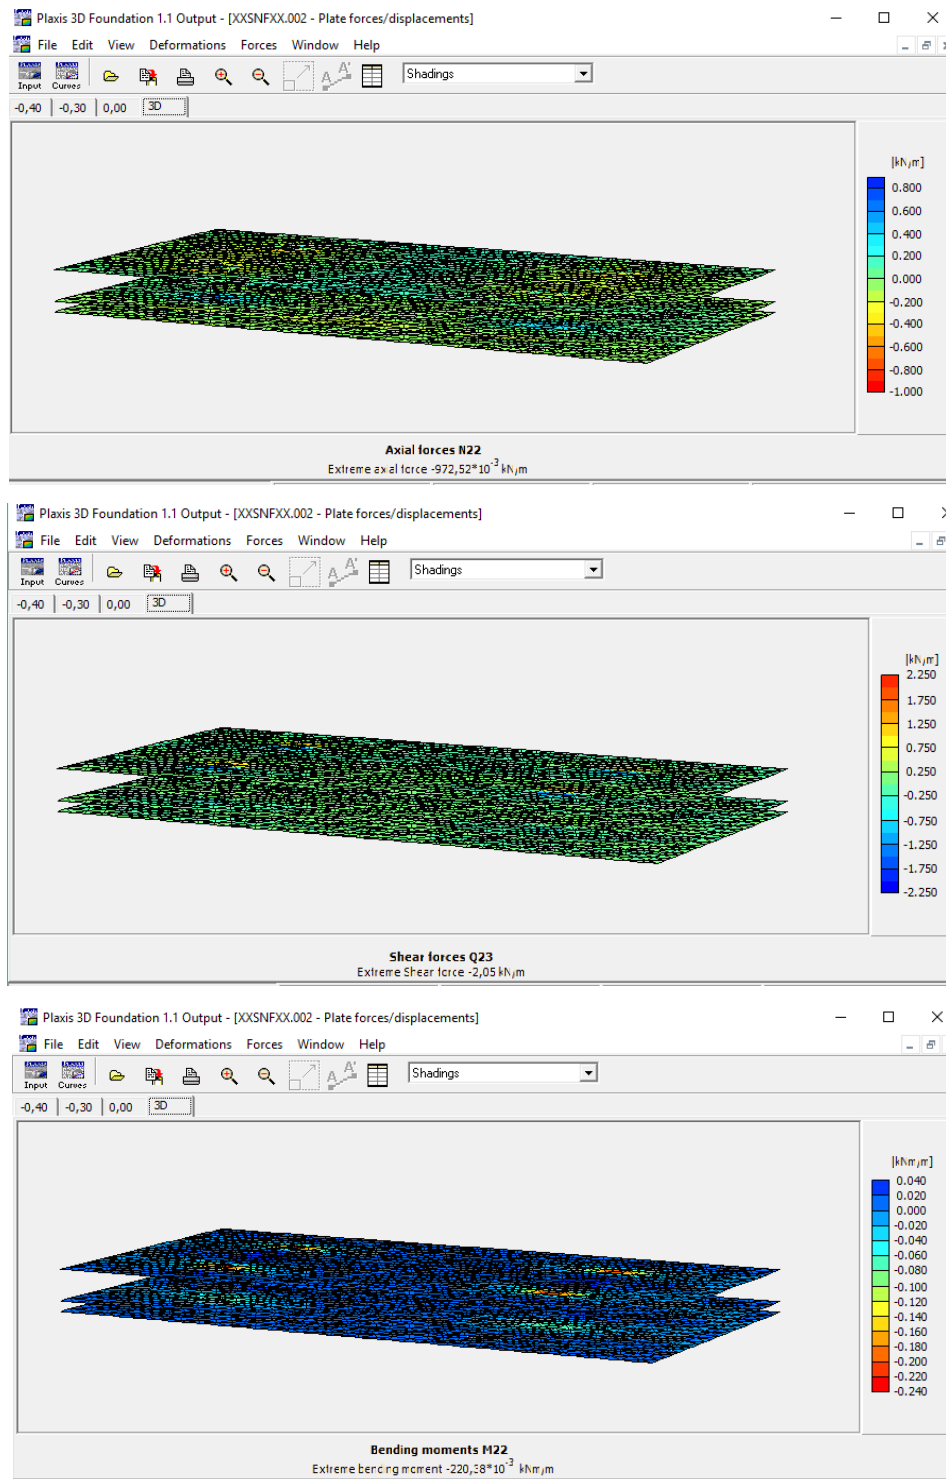 Plaxis 3D Foundation 1.1 Output - [XXSNFXX.002 - Plate forces/displacements]
File Edit View Deformations Forces Window Help
Input Curves Shadings
-0,40 -0,30 0,00 3D
[kN/m]
0.800
0.600
0.400
0.200
0.000
-0.200
-0.400
-0.600
-0.800
-1.000
Axial forces N22
Extreme axial force -972,52*10-3 kN/m
Plaxis 3D Foundation 1.1 Output - [XXSNFXX.002 - Plate forces/displacements]
File Edit View Deformations Forces Window Help
Input Curves Shadings
-0,40 -0,30 0,00 3D
[kN/m]
2.250
1.750
1.250
0.750
0.250
-0.250
-0.750
-1.250
-1.750
-2.250
Shear forces Q23
Extreme Shear force -2,05 kN/m
Plaxis 3D Foundation 1.1 Output - [XXSNFXX.002 - Plate forces/displacements]
File Edit View Deformations Forces Window Help
Input Curves Shadings
-0,40 -0,30 0,00 3D
[kNm/m]
0.040
0.020
0.000
-0.020
-0.040
-0.060
-0.080
-0.100
-0.120
-0.140
-0.160
-0.180
-0.200
-0.220
-0.240
Bending moments M22
Extreme bending moment -220,38*10-3 kNm/m